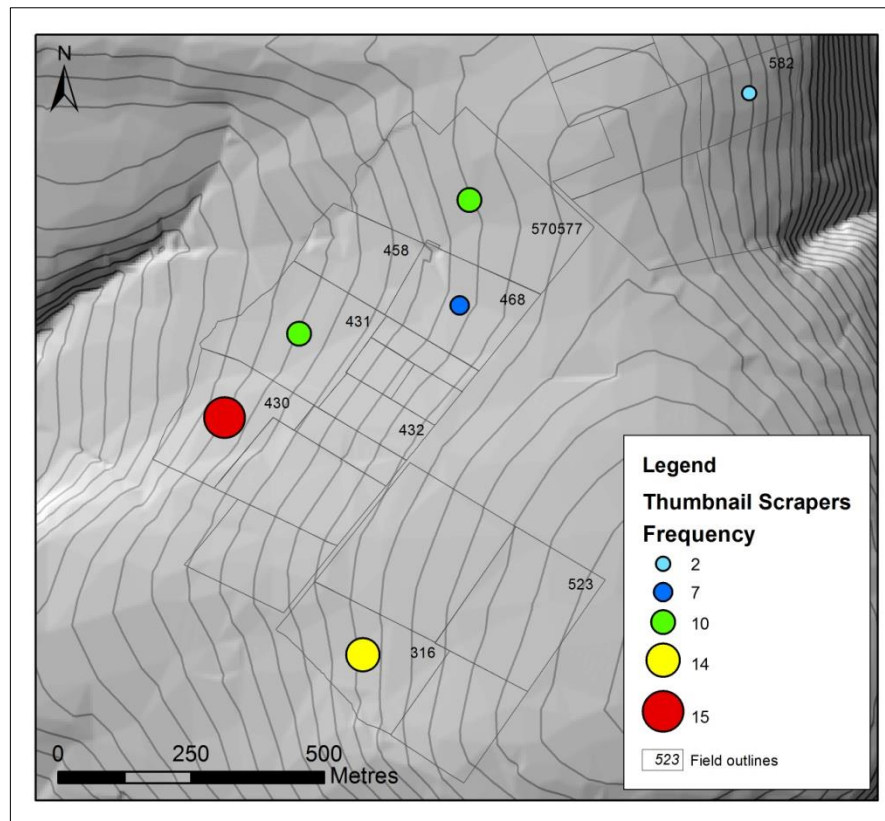 N
582
570577
458
468
431
430
432
523
316
0 250 500
Metres
Legend
Thumbnail Scrapers
Frequency
2
7
10
14
15
523 Field outlines